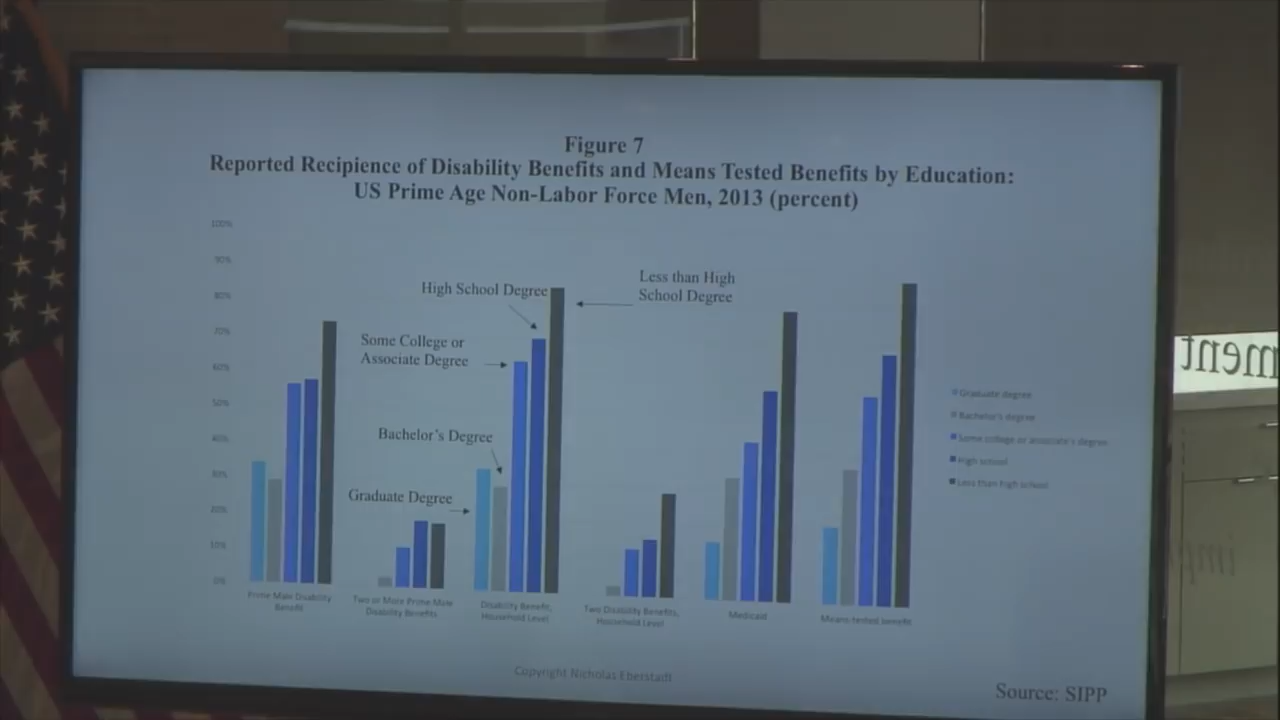 Figure 7
Reported Recipience of Disability Benefits and Means Tested Benefits by Education:
US Prime Age Non-Labor Force Men, 2013 (percent)
100%
90%
80%
70%
60%
50%
40%
30%
20%
10%
0%
High School Degree
Less than High
School Degree
Some College or
Associate Degree
Bachelor's Degree
Graduate Degree
Graduate degree
Bachelor's degree
Some college or associate's degree
High school
Less than high school
Prime Male Disability
Benefit
Two or More Prime Male
Disability Benefits
Disability Benefit,
Household Level
Two Disability Benefits,
Household Level
Medicaid
Means-tested benefit
Copyright Nicholas Eberstadt
Source: SIPP
ment